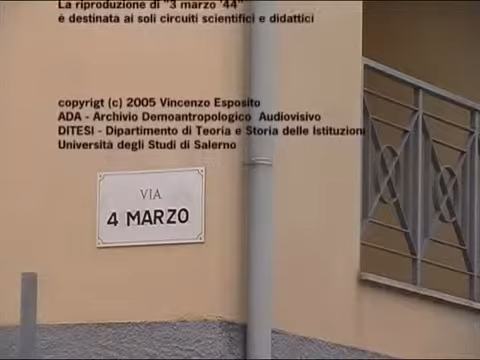 La riproduzione di "3 marzo '44"
è destinata ai soli circuiti scientifici e didattici
copyrigt (c) 2005 Vincenzo Esposito
ADA - Archivio Demoantropologico Audiovisivo
DITESI - Dipartimento di Teoria e Storia delle Istituzioni
Università degli Studi di Salerno
VIA
4 MARZO